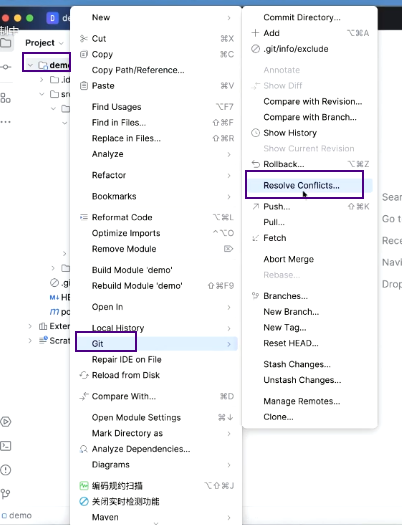 制中
D
de
Project
demo
.id
src
.g
HE
po
Exter
Scrat
demo
New
Cut ⌘X
Copy ⌘C
Copy Path/Reference...
Paste ⌘V
Find Usages ⌥F7
Find in Files... ⇧⌘F
Replace in Files... ⇧⌘R
Analyze
Refactor
Bookmarks
Reformat Code ⌥⌘L
Optimize Imports ⌃⌥O
Remove Module ⌦
Build Module 'demo'
Rebuild Module 'demo' ⇧⌘F9
Open In
Local History
Git
Repair IDE on File
Reload from Disk
Compare With... ⌘D
Open Module Settings ⌘↓
Mark Directory as
Analyze Dependencies...
Diagrams
编码规约扫描 ⌥⇧⌘J
关闭实时检测功能
Maven
Commit Directory...
Add ⌥⌘A
.git/info/exclude
Annotate
Show Diff
Compare with Revision...
Compare with Branch...
Show History
Show Current Revision
Rollback... ⌥⌘Z
Resolve Conflicts...
Push... ⇧⌘K
Pull...
Fetch
Abort Merge
Rebase...
Branches...
New Branch...
New Tag...
Reset HEAD...
Stash Changes...
Unstash Changes...
Manage Remotes...
Clone...
Sear
Go t
Rece
Navi
Drop